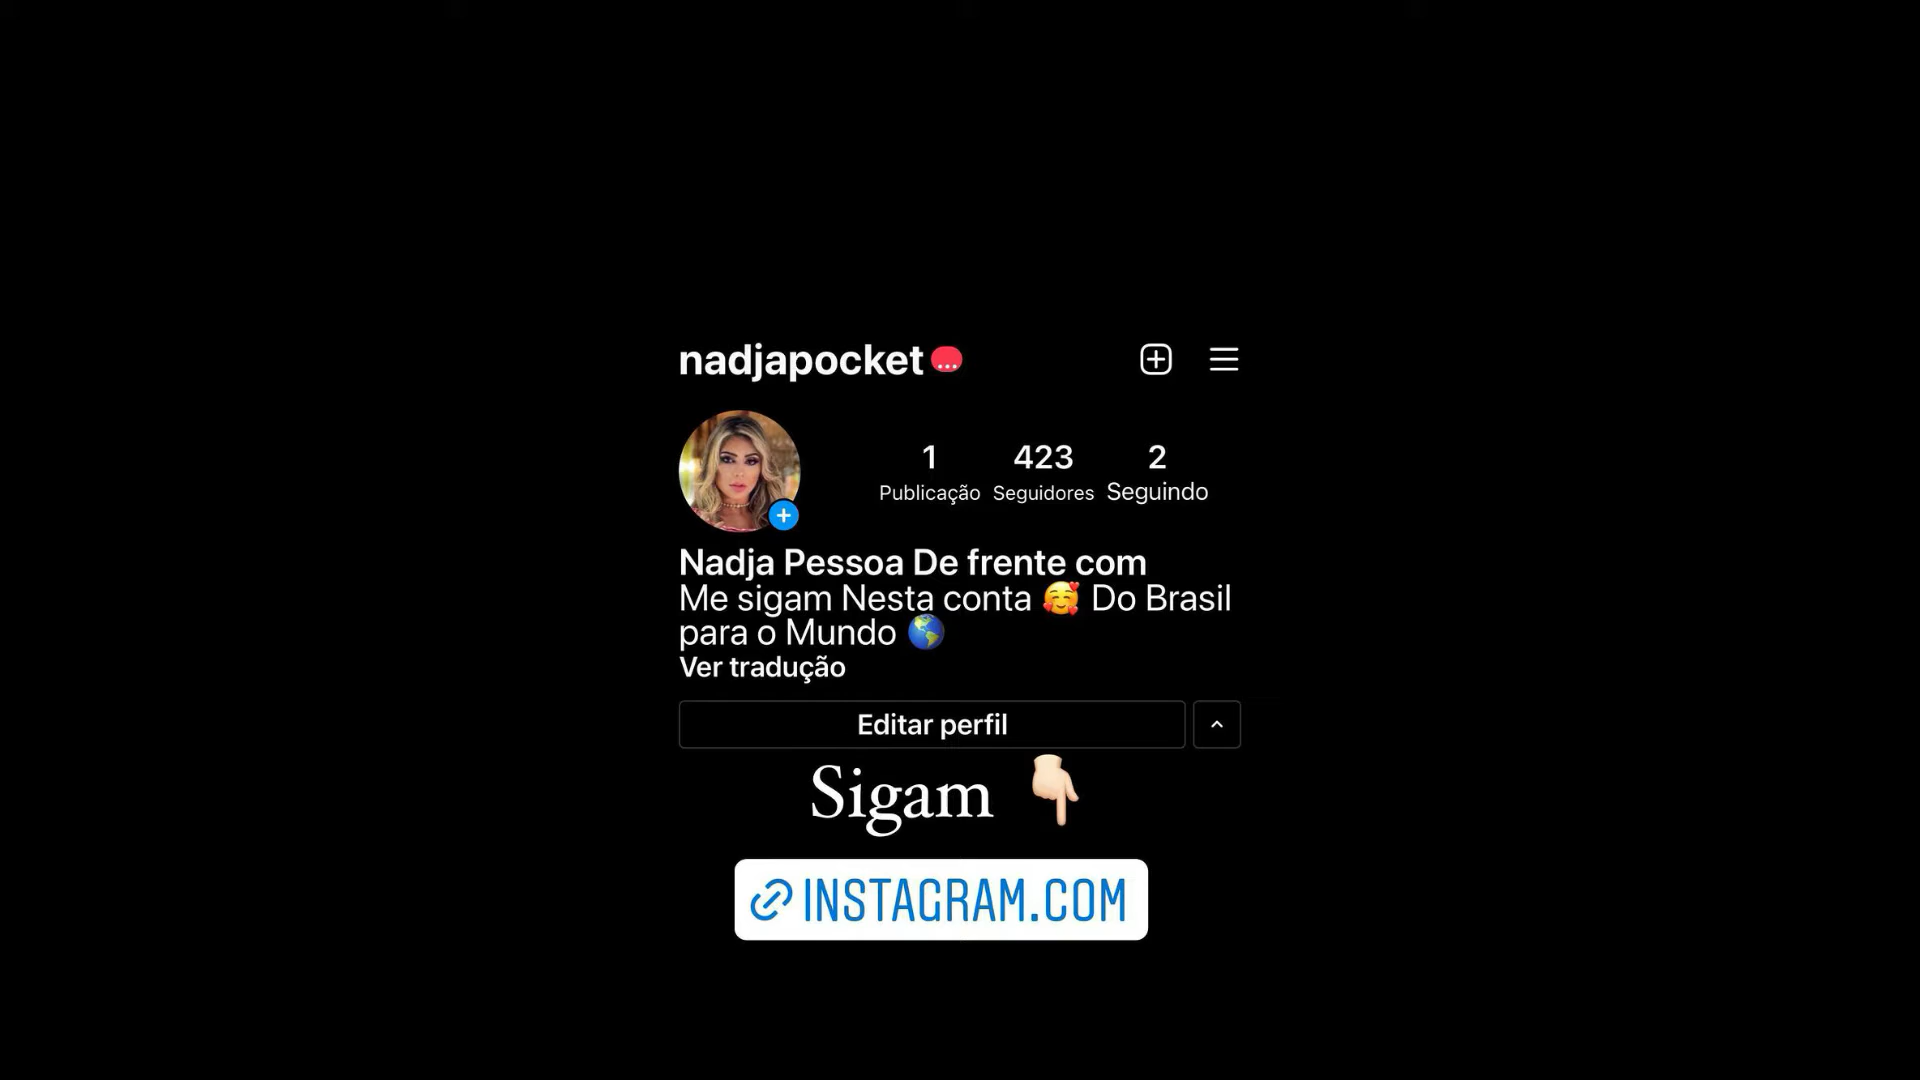 nadjapocket
1 423 2
Publicação Seguidores Seguindo
Nadja Pessoa De frente com
Me sigam Nesta conta 🥰 Do Brasil
para o Mundo 🌎
Ver tradução
Editar perfil
Sigam 👇🏻
INSTAGRAM.COM